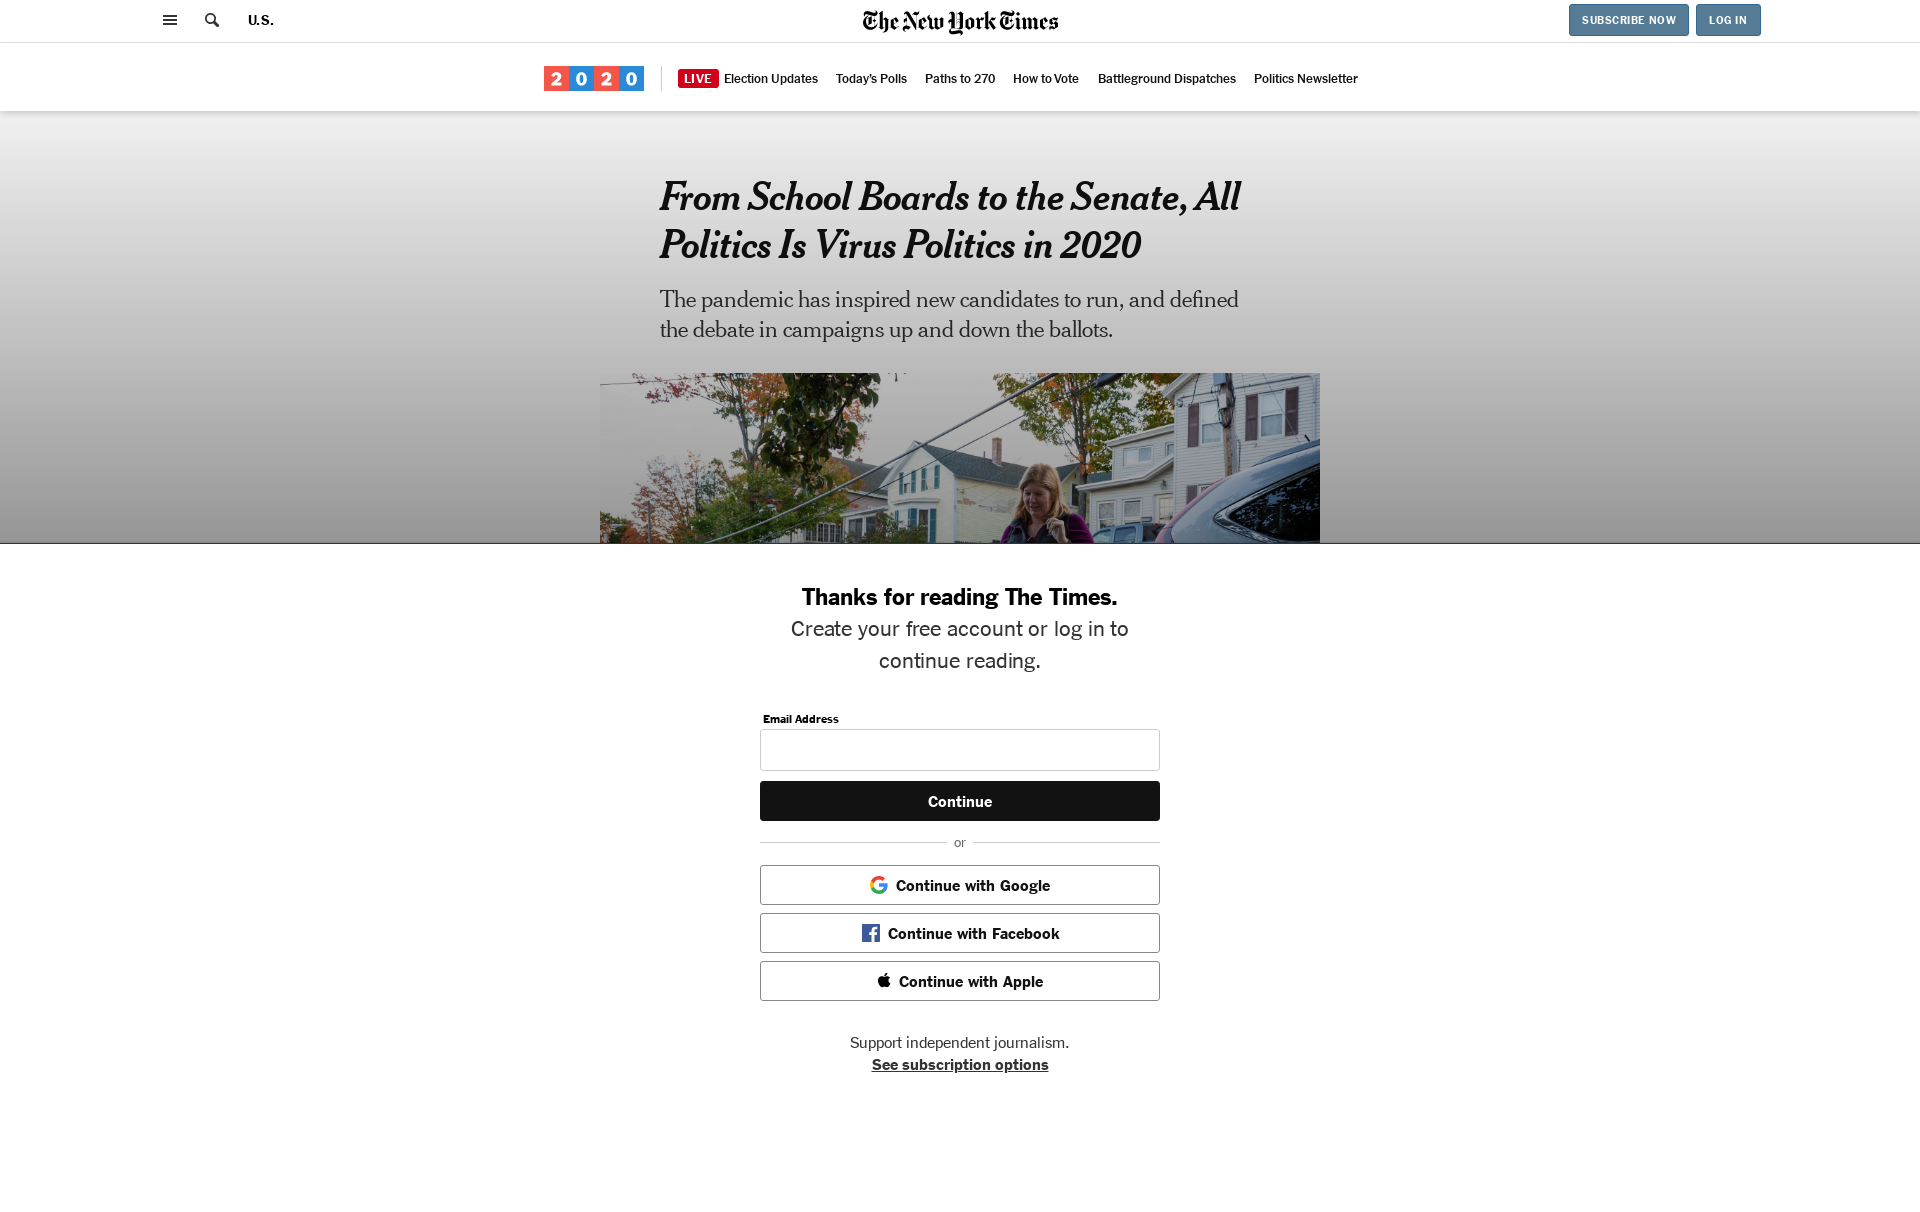 U.S.
The New York Times
SUBSCRIBE NOW
LOG IN
2020
LIVE Election Updates Today's Polls Paths to 270 How to Vote Battleground Dispatches Politics Newsletter
From School Boards to the Senate, All
Politics Is Virus Politics in 2020
The pandemic has inspired new candidates to run, and defined
the debate in campaigns up and down the ballots.
Thanks for reading The Times.
Create your free account or log in to
continue reading.
Email Address
Continue
or
Continue with Google
Continue with Facebook
Continue with Apple
Support independent journalism.
See subscription options